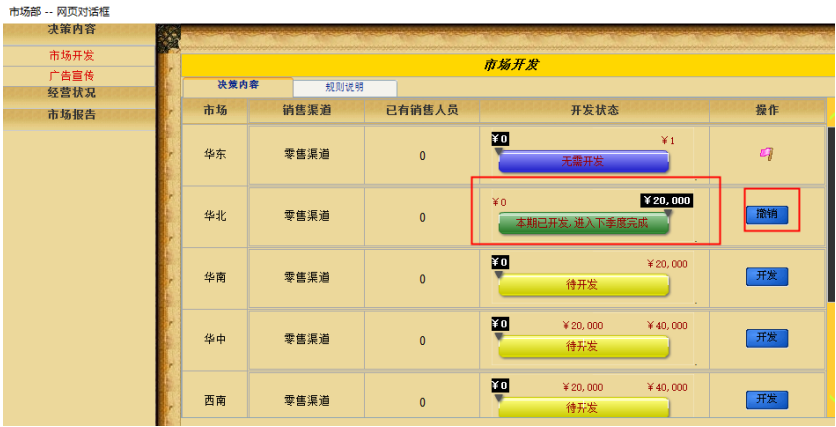 市场部 -- 网页对话框
决策内容
市场开发
广告宣传
经营状况
市场报告
市场开发
决策内容 规则说明
市场 销售渠道 已有销售人员 开发状态 操作
¥0 ¥1
华东 零售渠道 0 无需开发
¥0 ¥20,000
华北 零售渠道 0 本期已开发,进入下季度完成 撤销
¥0 ¥20,000
华南 零售渠道 0 待开发 开发
¥0 ¥20,000 ¥40,000
华中 零售渠道 0 待开发 开发
¥0 ¥20,000 ¥40,000
西南 零售渠道 0 待开发 开发